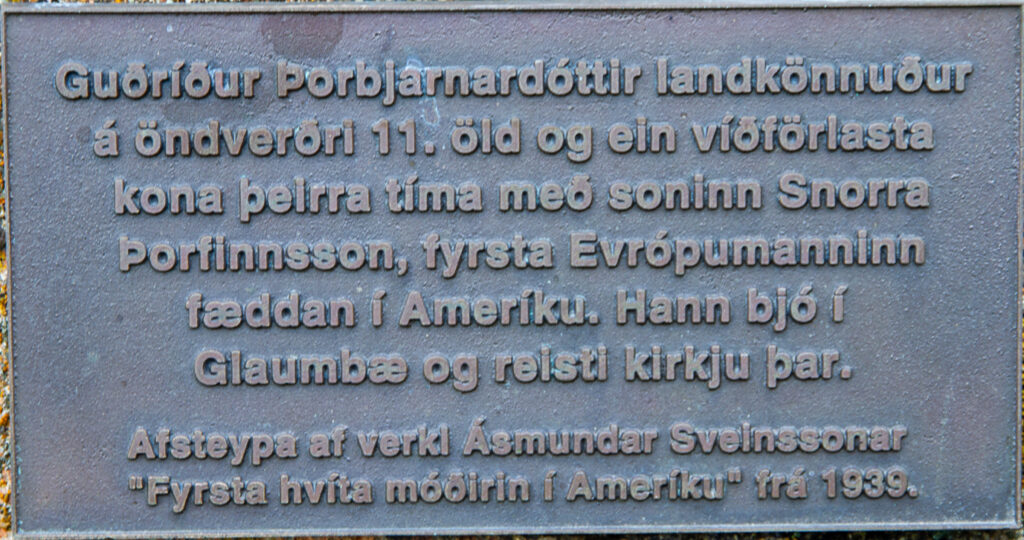 Guðríður Þorbjarnardóttir landkönnuður
á öndverðri 11. öld og ein víðförlasta
kona þeirra tíma með soninn Snorra
Þorfinnsson, fyrsta Evrópumanninn
fæddan í Ameríku. Hann bjó í
Glaumbæ og reisti kirkju þar.
Afsteypa af verki Ásmundar Sveinssonar
"Fyrsta hvíta móðirin í Ameríku" frá 1939.